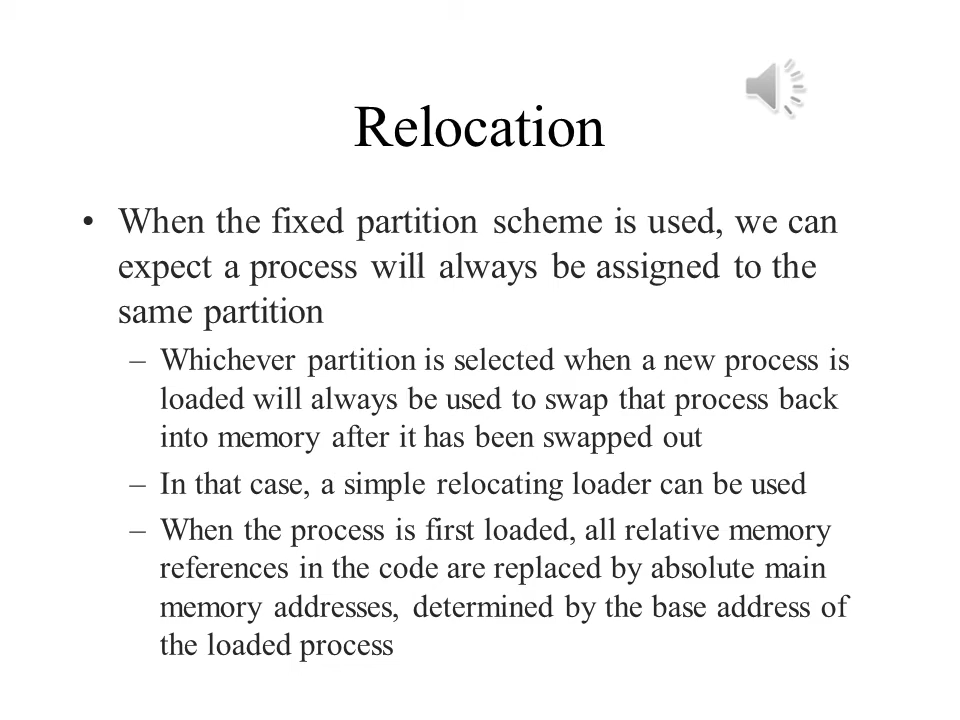 Relocation
• When the fixed partition scheme is used, we can
expect a process will always be assigned to the
same partition
– Whichever partition is selected when a new process is
loaded will always be used to swap that process back
into memory after it has been swapped out
– In that case, a simple relocating loader can be used
– When the process is first loaded, all relative memory
references in the code are replaced by absolute main
memory addresses, determined by the base address of
the loaded process